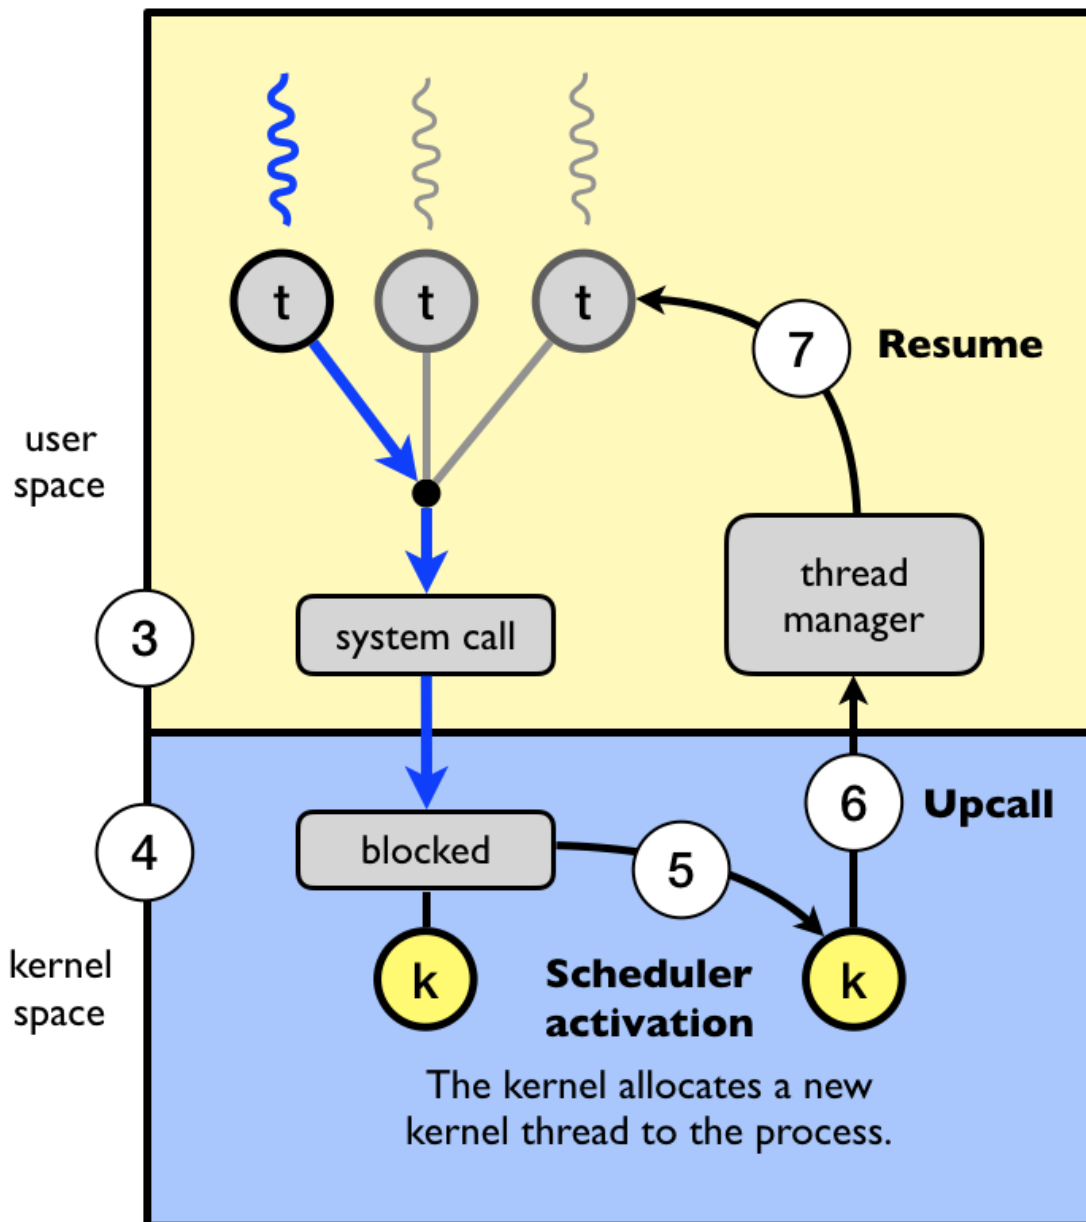 t
t
t
7
Resume
user
space
thread
manager
3
system call
6
Upcall
4
blocked
5
kernel
space
k
Scheduler
activation
k
The kernel allocates a new
kernel thread to the process.